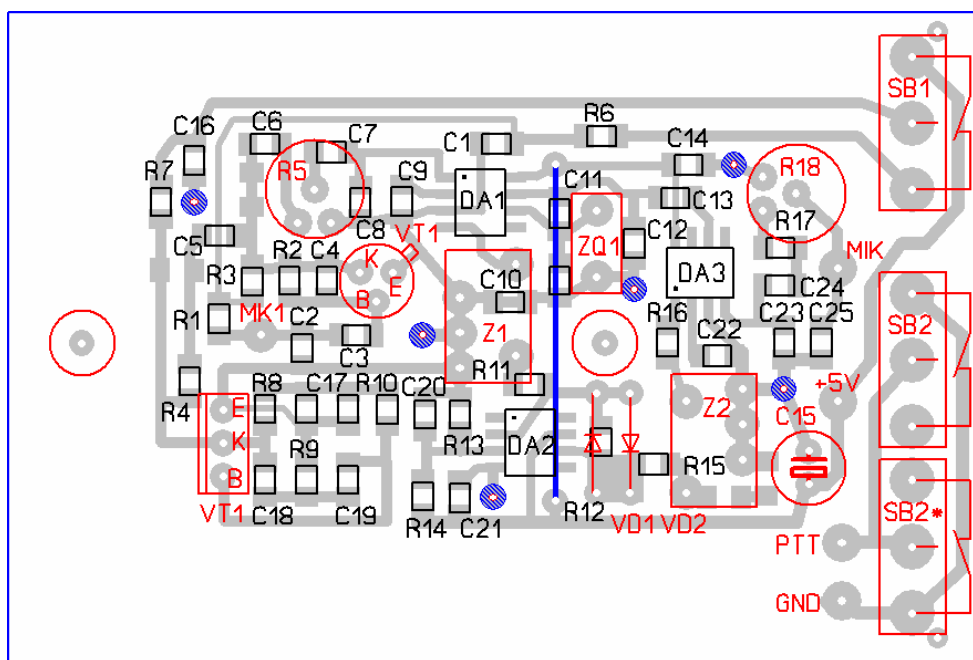 SB1
R6
C16
C6
C7
C1
C14
R5
R18
R7
C9
C11
C13
DA1
C5
C8
VT1
ZQ1
C12
R17
MIK
R3
R2
C4
K
E
B
C10
DA3
C24
R1
MK1
C2
C3
Z1
R16
C22
C23
C25
SB2
R4
R11
+5V
R8
C17
R10
C20
R13
Z2
C15
E
K
B
R9
DA2
R15
VT1
C18
C19
R14
C21
R12
VD1
VD2
SB2*
PTT
GND